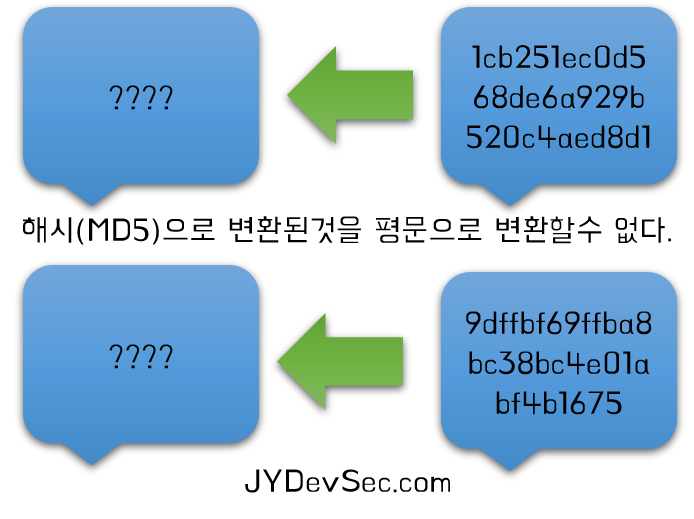 ????
1cb251ec0d5
68de6a929b
520c4aed8d1
해시(MD5)으로 변환된것을 평문으로 변환할수 없다.
????
9dffbf69ffba8
bc38bc4e01a
bf4b1675
JYDevSec.com